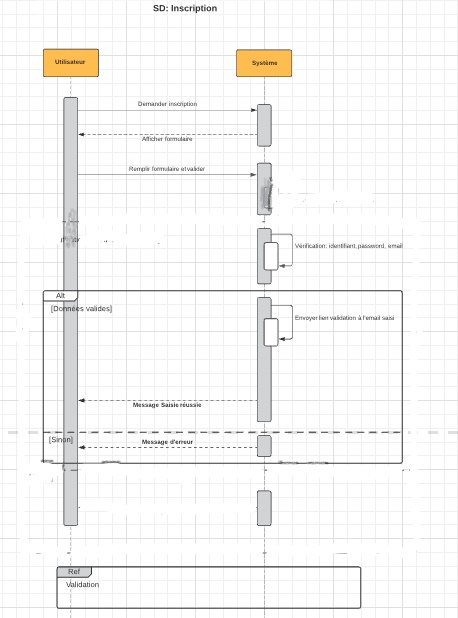 SD: Inscription
Utilisateur
Système
Demander inscription
Afficher formulaire
Remplir formulaire et valider
Vérification: identifiant, password, email
Alt
[Données valides]
Envoyer lien validation à l'email saisi
Message Saisie réussie
[Sinon]
Message d'erreur
Ref
Validation